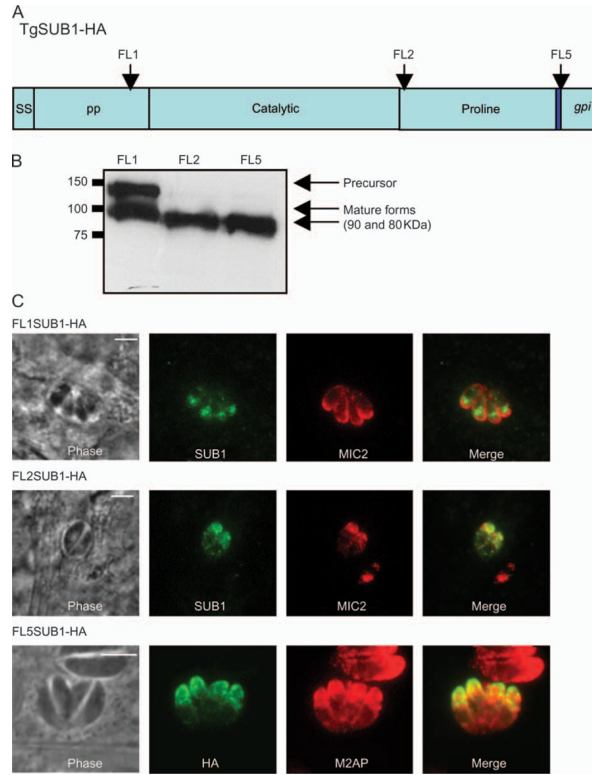 A
TgSUB1-HA
FL1 FL2 FL5
SS pp Catalytic Proline gpi
B
FL1 FL2 FL5
150 Precursor
100 Mature forms
75 (90 and 80KDa)
C
FL1SUB1-HA
Phase SUB1 MIC2 Merge
FL2SUB1-HA
Phase SUB1 MIC2 Merge
FL5SUB1-HA
Phase HA M2AP Merge